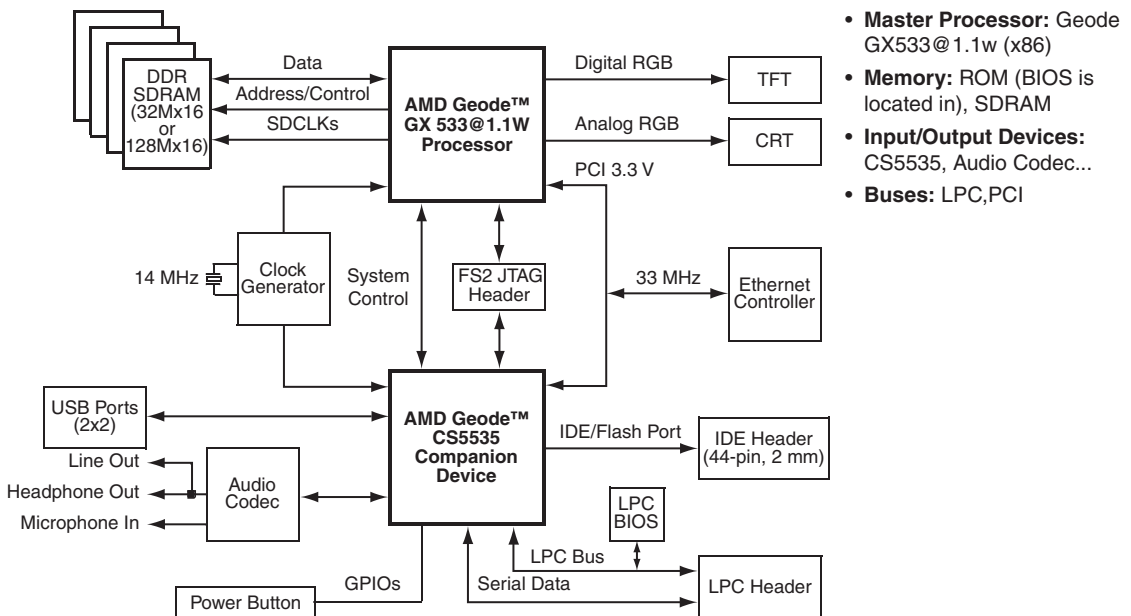 DDR
SDRAM
(32Mx16
or
128Mx16)
Data
Address/Control
SDCLKs
AMD Geode™
GX 533@1.1W
Processor
Digital RGB
TFT
Analog RGB
CRT
PCI 3.3 V
• Master Processor: Geode
GX533@1.1w (x86)
• Memory: ROM (BIOS is
located in), SDRAM
• Input/Output Devices:
CS5535, Audio Codec...
• Buses: LPC,PCI
14 MHz
Clock
Generator
System
Control
FS2 JTAG
Header
33 MHz
Ethernet
Controller
USB Ports
(2x2)
AMD Geode™
CS5535
Companion
Device
IDE/Flash Port
IDE Header
(44-pin, 2 mm)
Line Out
Headphone Out
Microphone In
Audio
Codec
LPC
BIOS
LPC Bus
Serial Data
LPC Header
GPIOs
Power Button